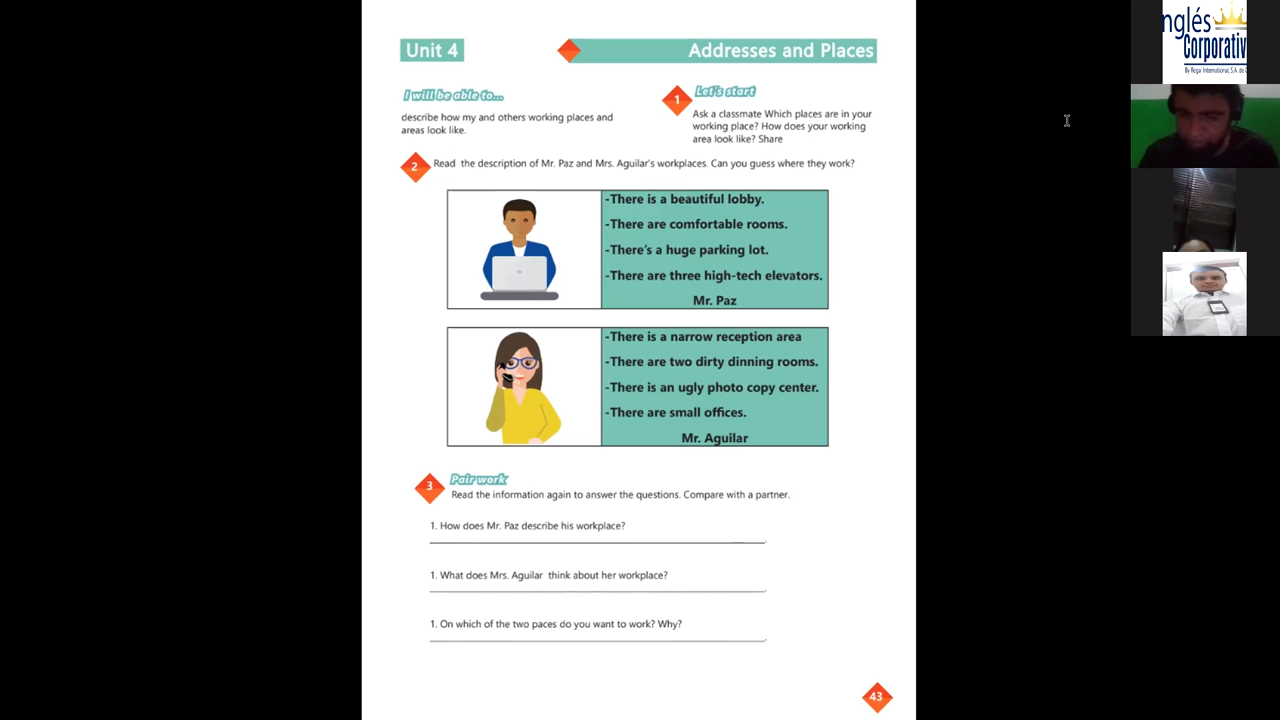 Unit 4
Addresses and Places
I will be able to...
describe how my and others working places and
areas look like.
1
Let's start
Ask a classmate Which places are in your
working place? How does your working
area look like? Share
2
Read the description of Mr. Paz and Mrs. Aguilar's workplaces. Can you guess where they work?
-There is a beautiful lobby.
-There are comfortable rooms.
-There's a huge parking lot.
-There are three high-tech elevators.
Mr. Paz
-There is a narrow reception area
-There are two dirty dinning rooms.
-There is an ugly photo copy center.
-There are small offices.
Mr. Aguilar
3
Pair work
Read the information again to answer the questions. Compare with a partner.
1. How does Mr. Paz describe his workplace?
1. What does Mrs. Aguilar think about her workplace?
1. On which of the two paces do you want to work? Why?
43
nglés
Corporativ
By Regai International, S.A. de